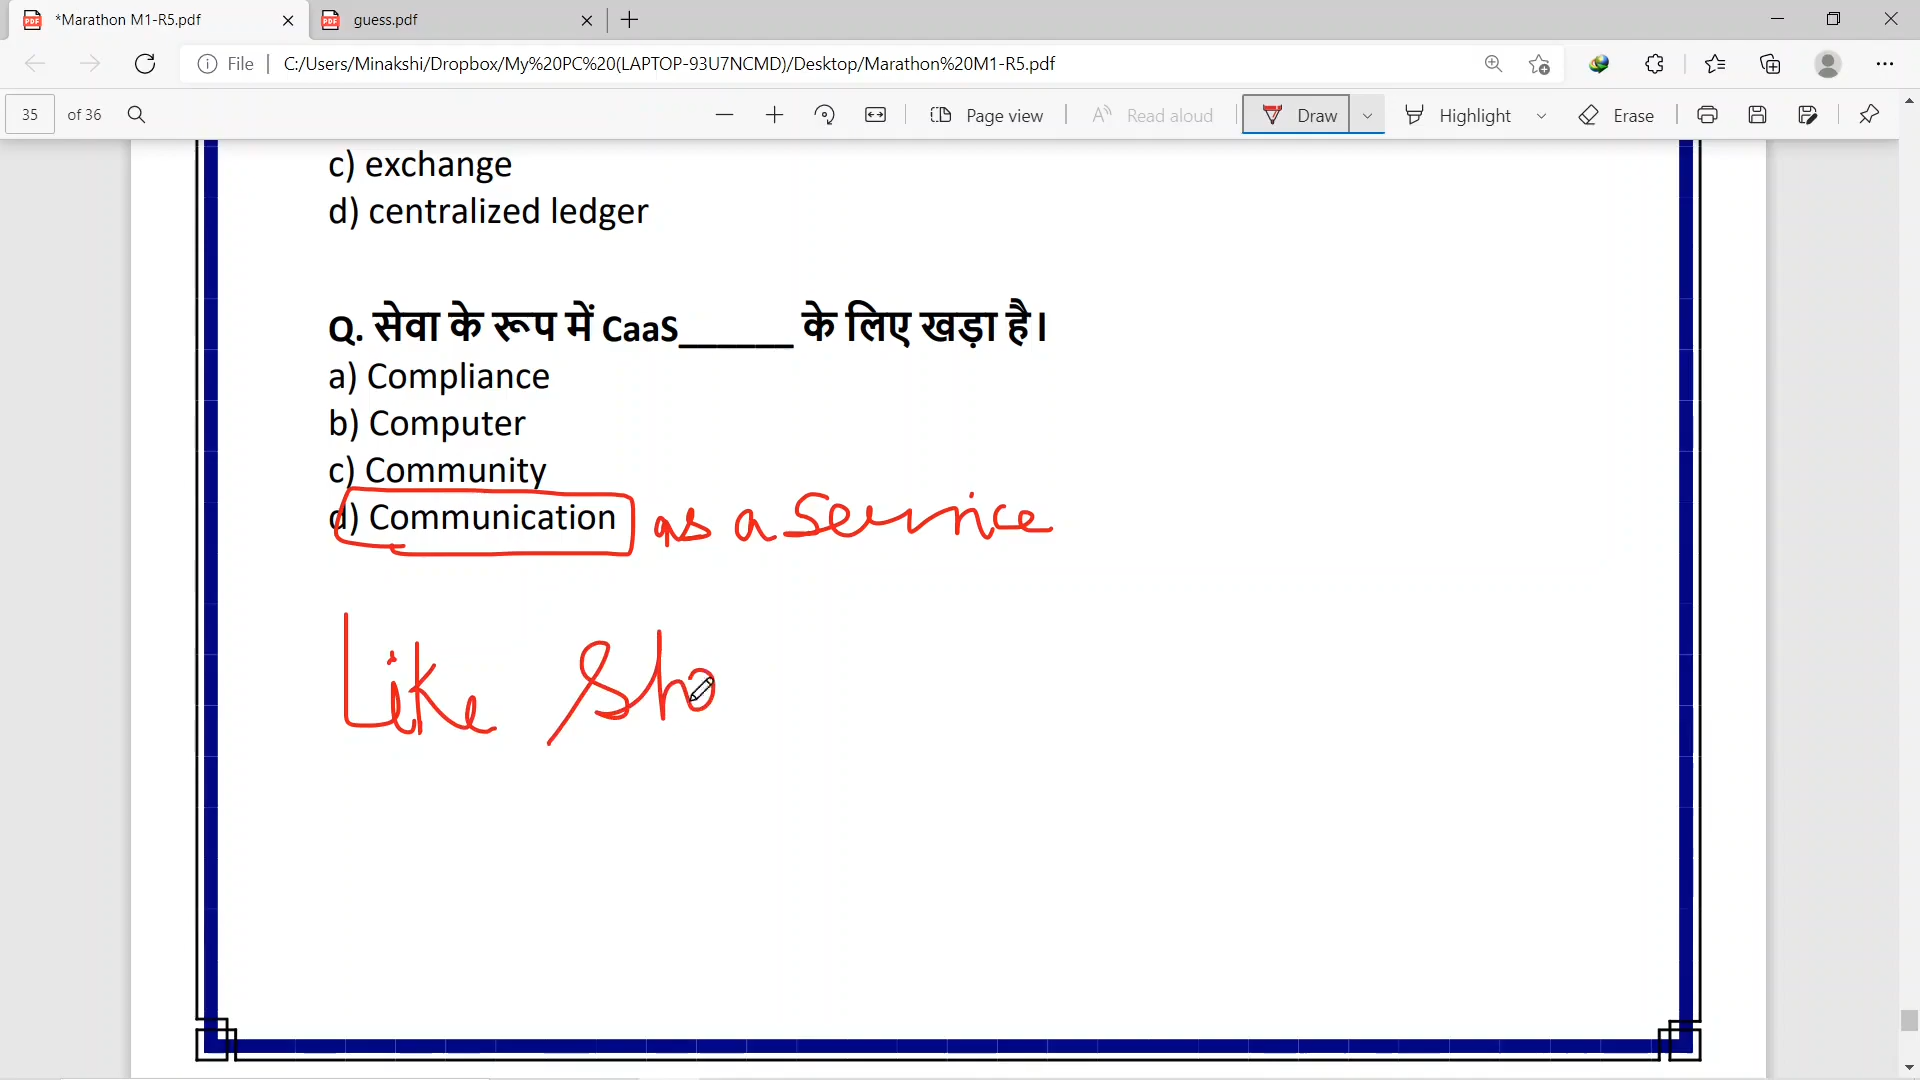 *Marathon M1-R5.pdf
guess.pdf
File
C:/Users/Minakshi/Dropbox/My%20PC%20(LAPTOP-93U7NCMD)/Desktop/Marathon%20M1-R5.pdf
35 of 36
Page view
Read aloud
Draw
Highlight
Erase
c) exchange
d) centralized ledger
Q. सेवा के रूप में CaaS______ के लिए खड़ा है।
a) Compliance
b) Computer
c) Community
d) Communication as a Service
Like Sho